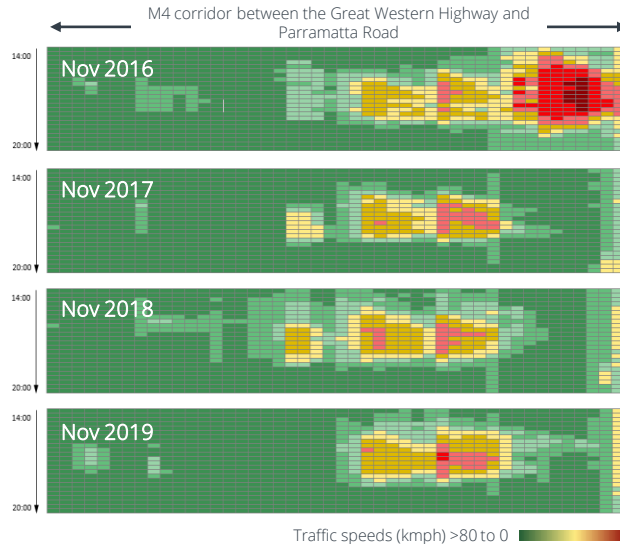 M4 corridor between the Great Western Highway and
Parramatta Road
14:00
Nov 2016
20:00
14:00
Nov 2017
20:00
14:00
Nov 2018
20:00
14:00
Nov 2019
20:00
Traffic speeds (kmph) >80 to 0